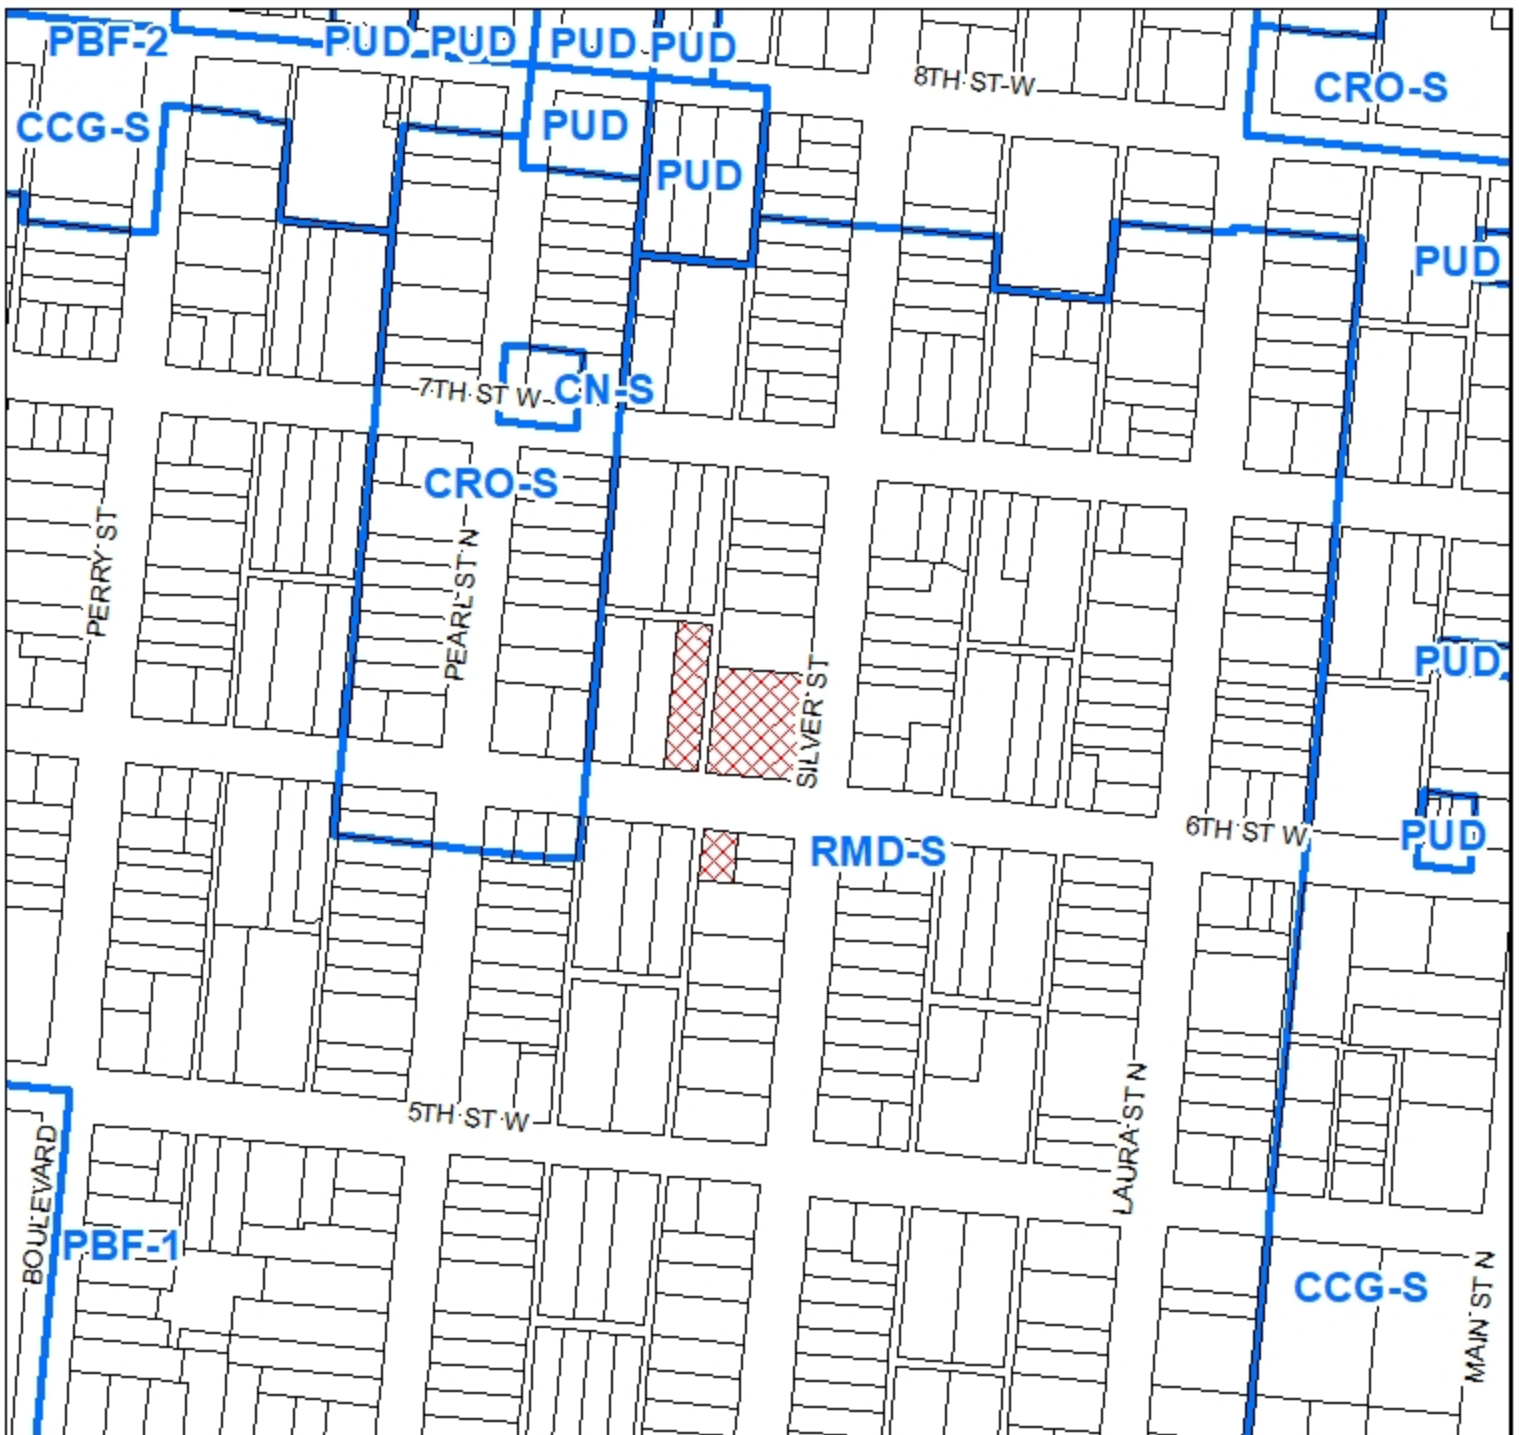 PBF-2
PUD
PUD
PUD
PUD
8TH ST W
CRO-S
CCG-S
PUD
PUD
PUD
7TH ST W
CN-S
CRO-S
PERRY ST
PEARL ST N
SILVER ST
PUD
6TH ST W
PUD
RMD-S
5TH ST W
LAURA ST N
BOULEVARD
PBF-1
CCG-S
MAIN ST N